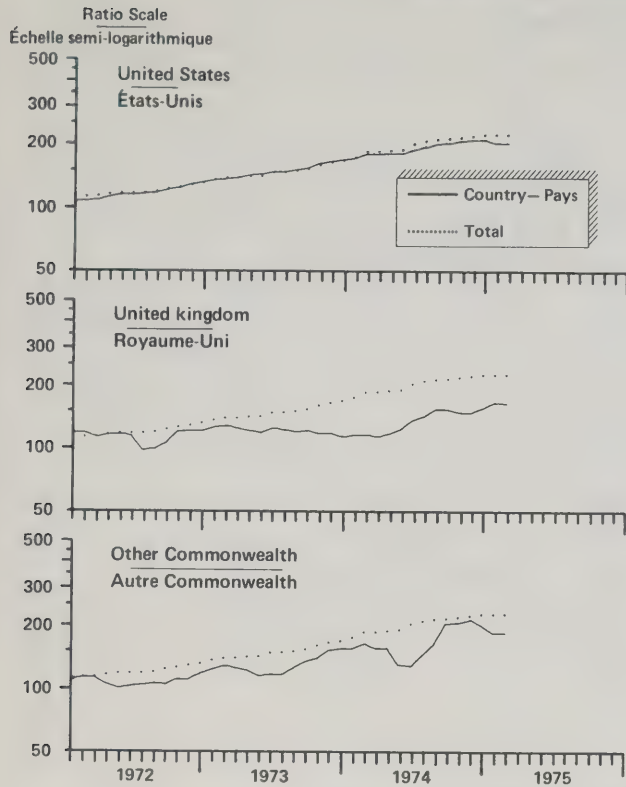 Ratio Scale
Échelle semi-logarithmique
500
United States
États-Unis
300
200
Country—Pays
Total
100
50
500
United kingdom
Royaume-Uni
300
200
100
50
500
Other Commonwealth
Autre Commonwealth
300
200
100
50
1972 1973 1974 1975